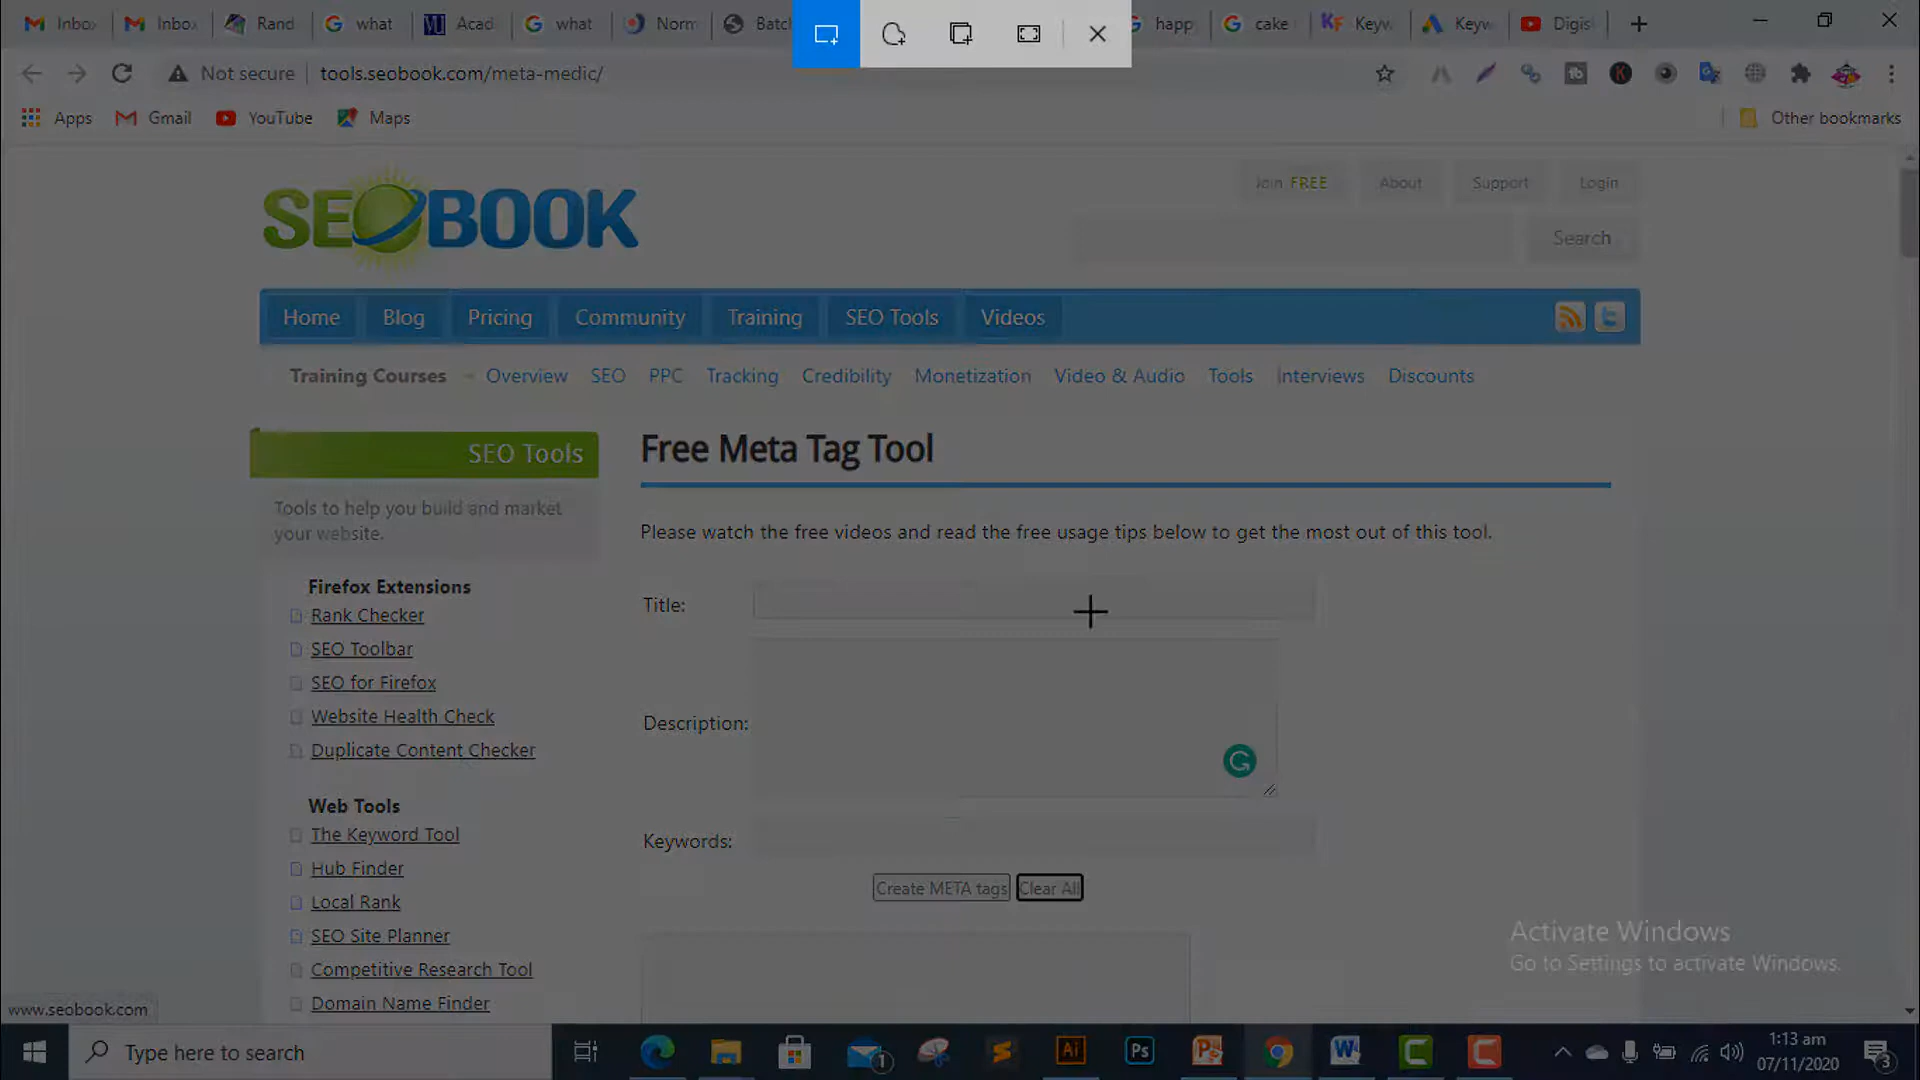 Inbo
Inbo
Rand
what
Acad
what
Norm
Batch
happ
cake
Keyw
Keyw
Digis
Not secure
tools.seobook.com/meta-medic/
Apps
Gmail
YouTube
Maps
Other bookmarks
SEOBOOK
Join FREE
About
Support
Login
Search
Home
Blog
Pricing
Community
Training
SEO Tools
Videos
Training Courses
Overview
SEO
PPC
Tracking
Credibility
Monetization
Video & Audio
Tools
Interviews
Discounts
SEO Tools
Tools to help you build and market
your website.
Firefox Extensions
Rank Checker
SEO Toolbar
SEO for Firefox
Website Health Check
Duplicate Content Checker
Web Tools
The Keyword Tool
Hub Finder
Local Rank
SEO Site Planner
Competitive Research Tool
Domain Name Finder
Free Meta Tag Tool
Please watch the free videos and read the free usage tips below to get the most out of this tool.
Title:
Description:
Keywords:
Create META tags
Clear All
Activate Windows
Go to Settings to activate Windows.
www.seobook.com
Type here to search
1
Ai
Ps
1:13 am
07/11/2020
3